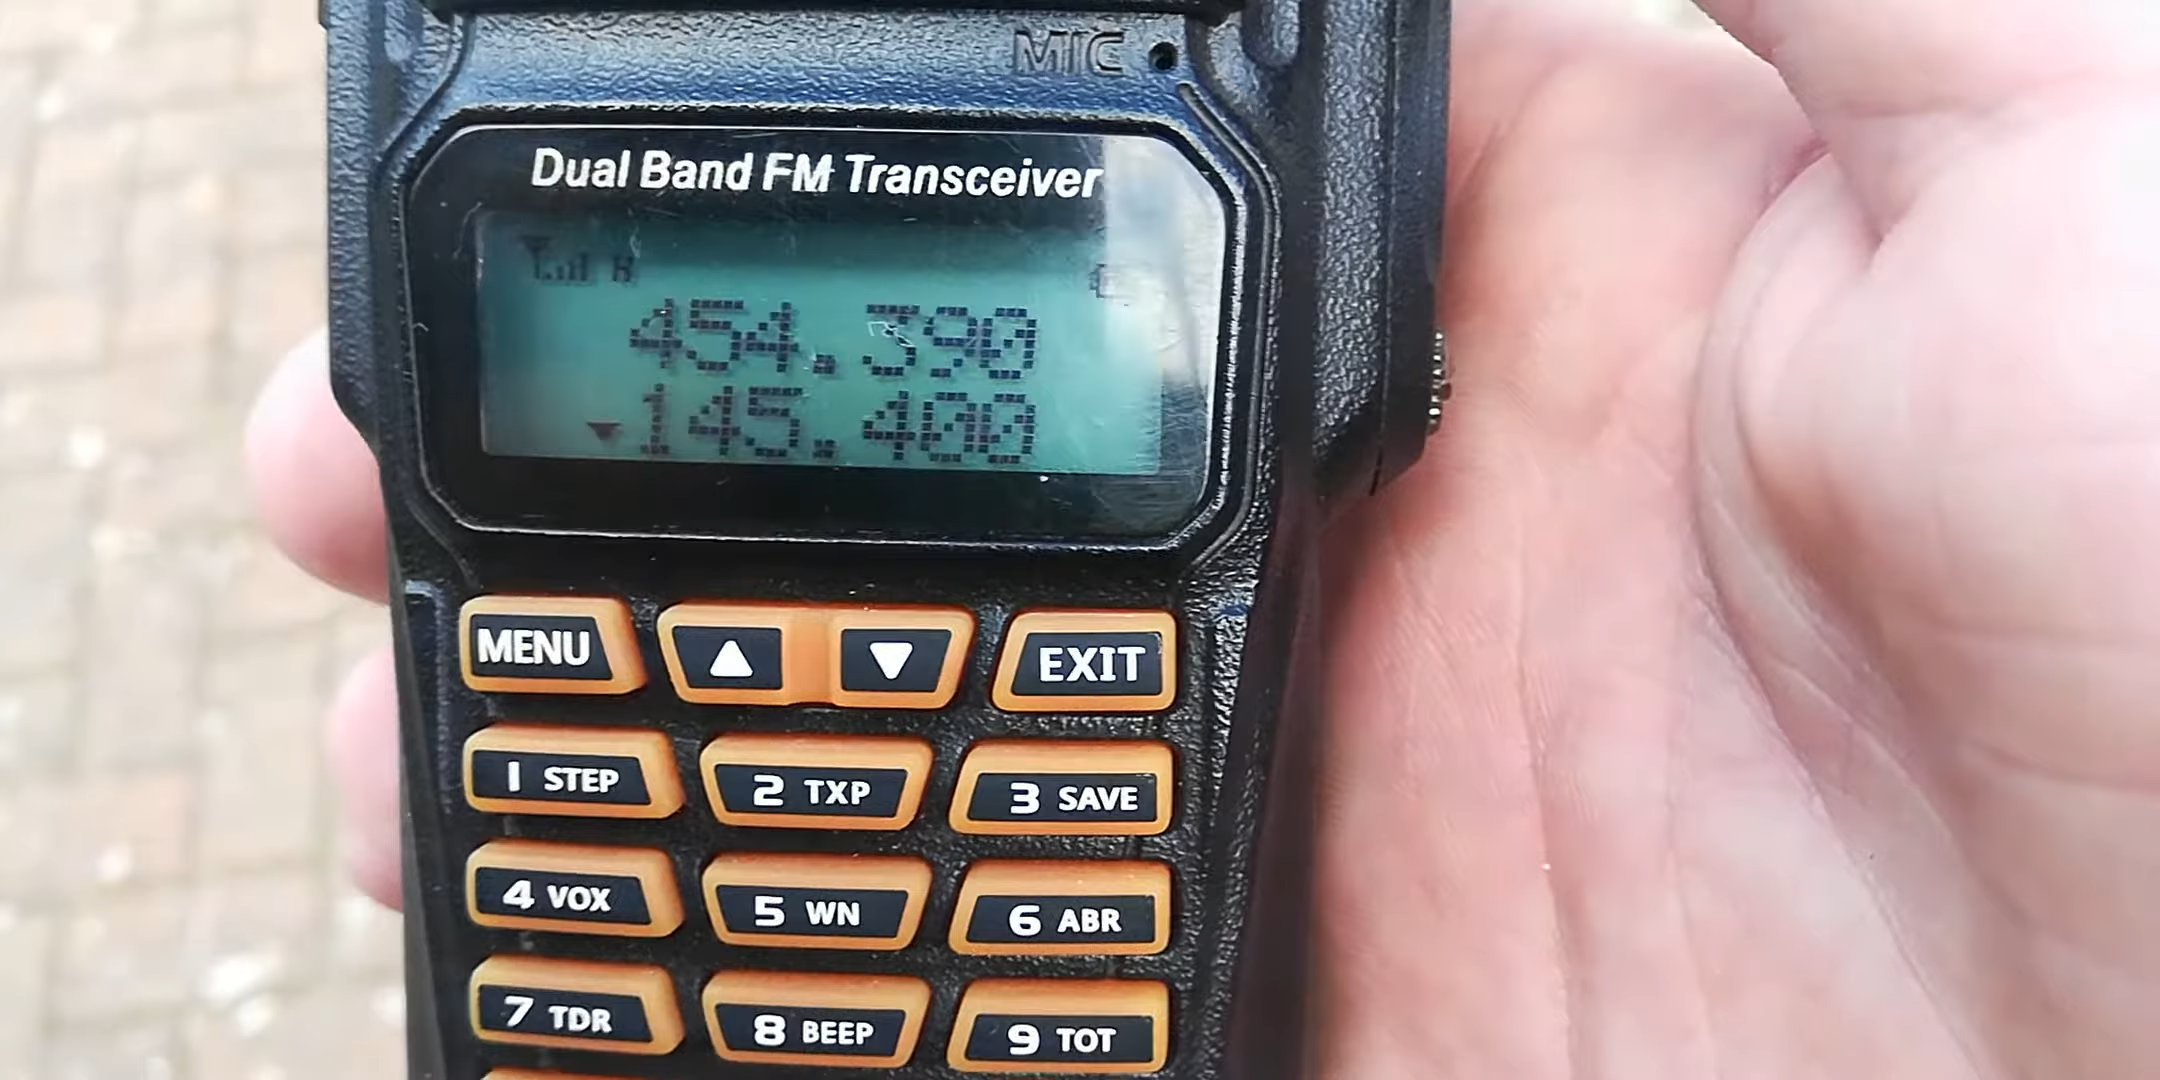 MIC
Dual Band FM Transceiver
H
454.390
145.400
MENU ▲ ▼ EXIT
1 STEP 2 TXP 3 SAVE
4 VOX 5 WN 6 ABR
7 TDR 8 BEEP 9 TOT